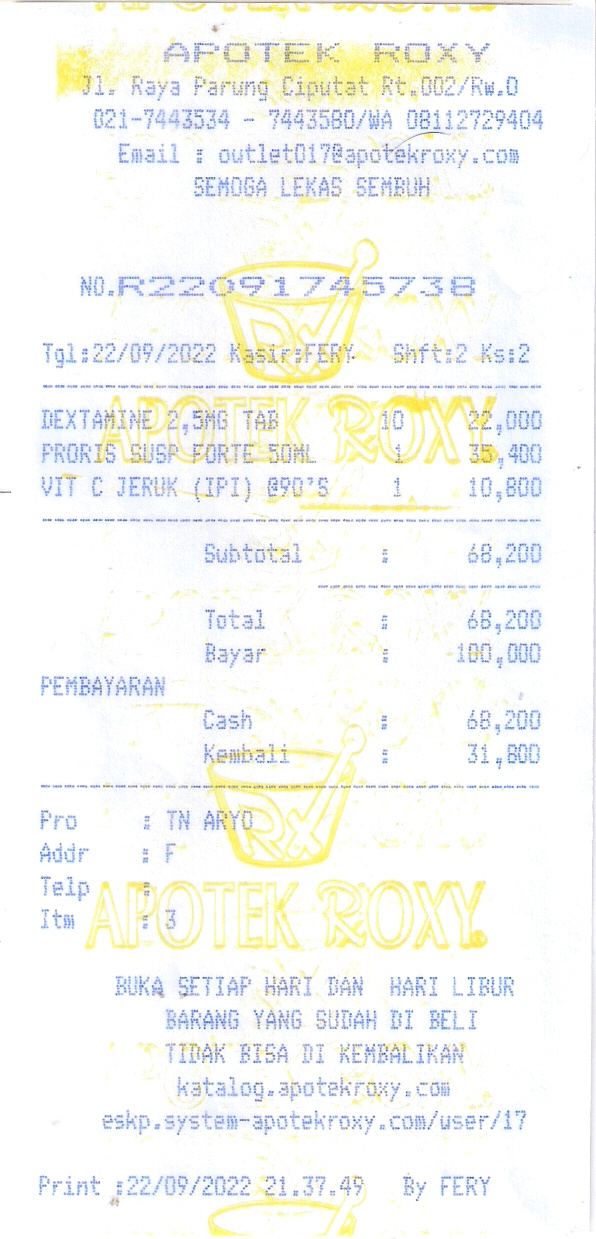 APOTEK ROXY
Jl. Raya Parung Ciputat Rt.002/Rw.0
021-7443534 - 7443580/WA 08112729404
Email : outlet017@apotekroxy.com
SEMOGA LEKAS SEMBUH
NO.R22091745738
Tgl:22/09/2022 Kasir:FERY Shft:2 Ks:2
DEXTAMINE 2,5MG TAB 10 22,000
PRORIS SUSP FORTE 50ML 1 35,400
VIT C JERUK (IPI) @90'S 1 10,800
Subtotal : 68,200
Total : 68,200
Bayar : 100,000
PEMBAYARAN
Cash : 68,200
Kembali : 31,800
Pro : TN ARYO
Addr : F
Telp :
Itm : 3
BUKA SETIAP HARI DAN HARI LIBUR
BARANG YANG SUDAH DI BELI
TIDAK BISA DI KEMBALIKAN
katalog.apotekroxy.com
eskp.system-apotekroxy.com/user/17
Print :22/09/2022 21.37.49 By FERY
Rx
APOTEK ROXY
Rx
APOTEK ROXY